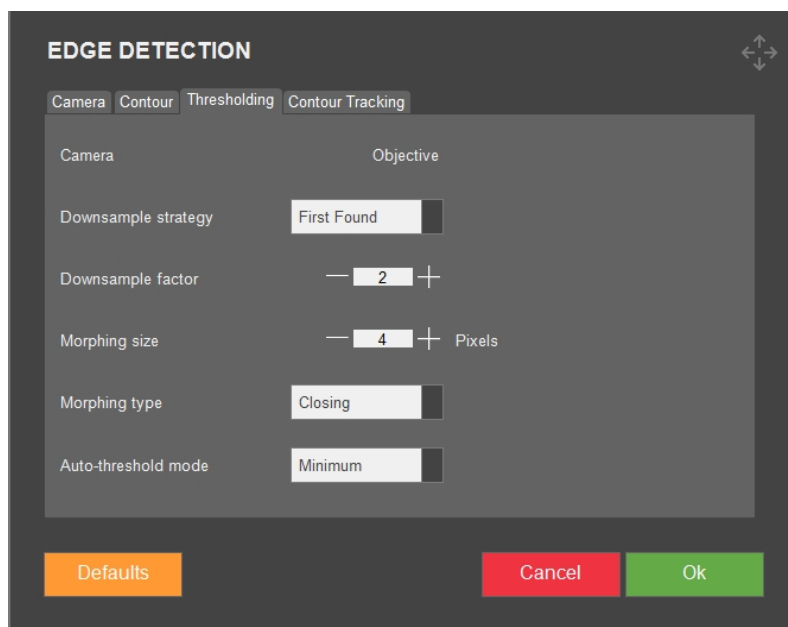 EDGE DETECTION
Camera Contour Thresholding Contour Tracking
Camera Objective
Downsample strategy First Found
Downsample factor 2
Morphing size 4 Pixels
Morphing type Closing
Auto-threshold mode Minimum
Defaults Cancel Ok